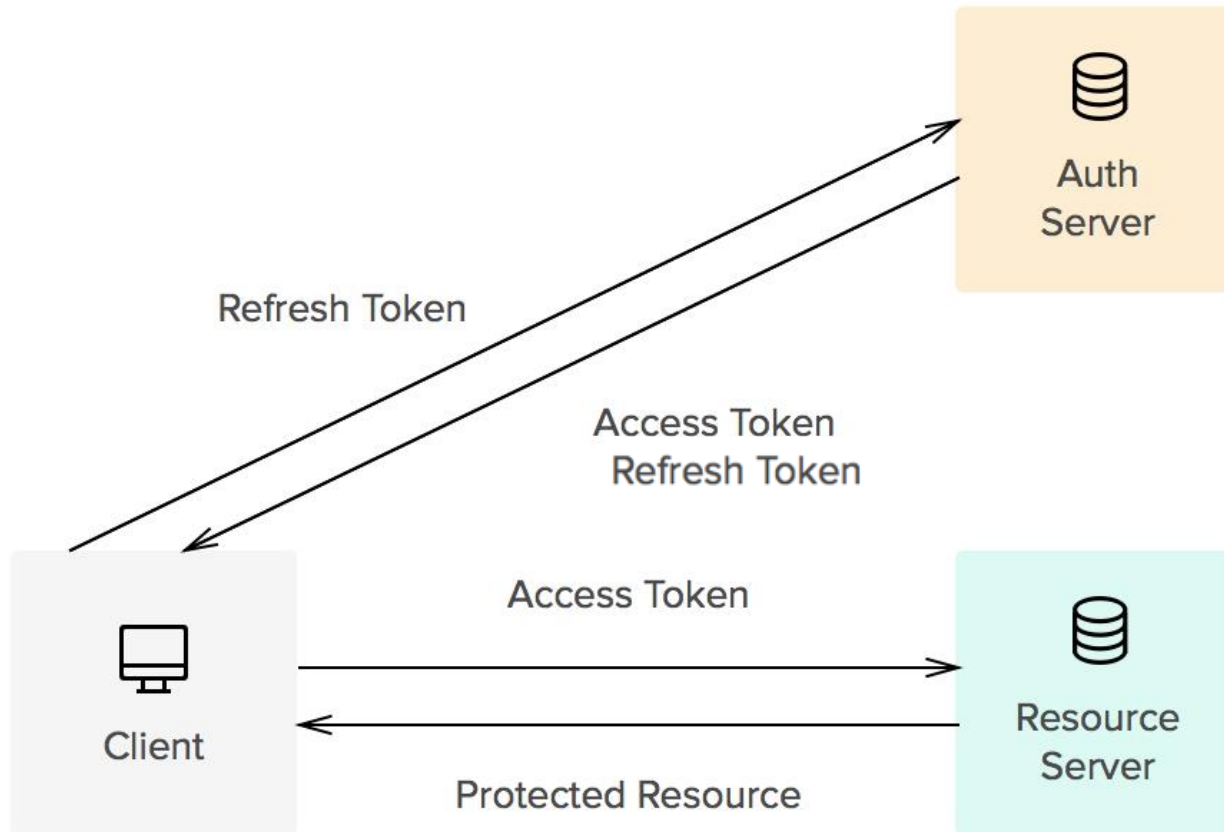 Auth
Server
Refresh Token
Access Token
Refresh Token
Access Token
Client
Resource
Server
Protected Resource